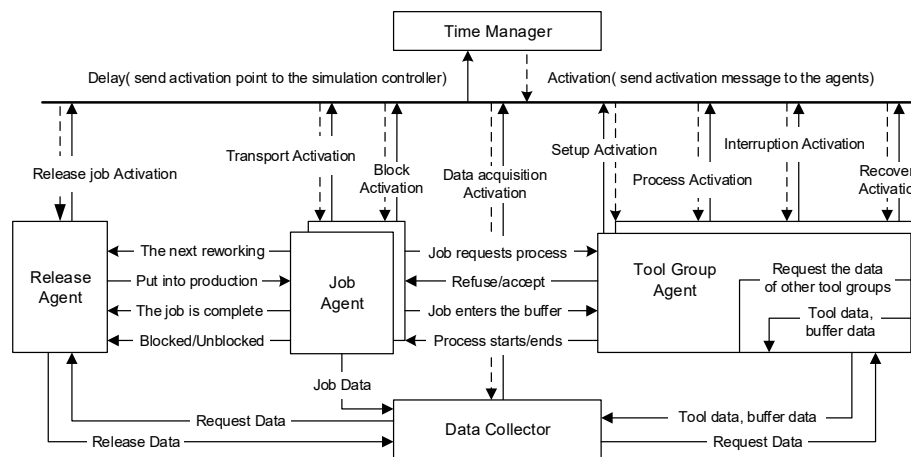 Time Manager
Delay( send activation point to the simulation controller)
Activation( send activation message to the agents)
Release job Activation
Transport Activation
Block
Activation
Data acquisition
Activation
Setup Activation
Process Activation
Interruption Activation
Recover
Activation
Release
Agent
The next reworking
Put into production
The job is complete
Blocked/Unblocked
Job
Agent
Job requests process
Refuse/accept
Job enters the buffer
Process starts/ends
Tool Group
Agent
Request the data
of other tool groups
Tool data,
buffer data
Job Data
Request Data
Release Data
Data Collector
Tool data, buffer data
Request Data